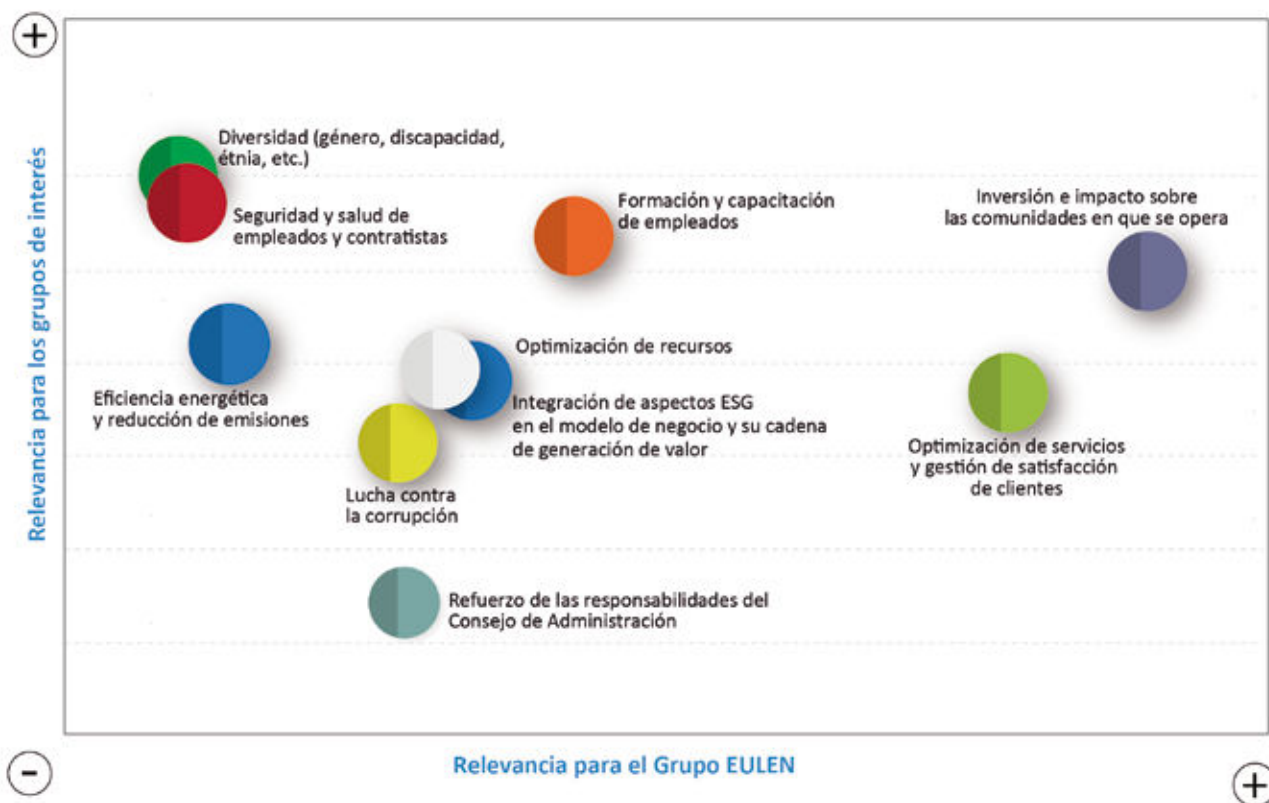 +
Relevancia para los grupos de interés
Diversidad (género, discapacidad,
étnia, etc.)
Seguridad y salud de
empleados y contratistas
Formación y capacitación
de empleados
Inversión e impacto sobre
las comunidades en que se opera
Eficiencia energética
y reducción de emisiones
Optimización de recursos
Integración de aspectos ESG
en el modelo de negocio y su cadena
de generación de valor
Lucha contra
la corrupción
Optimización de servicios
y gestión de satisfacción
de clientes
Refuerzo de las responsabilidades del
Consejo de Administración
-
Relevancia para el Grupo EULEN
+